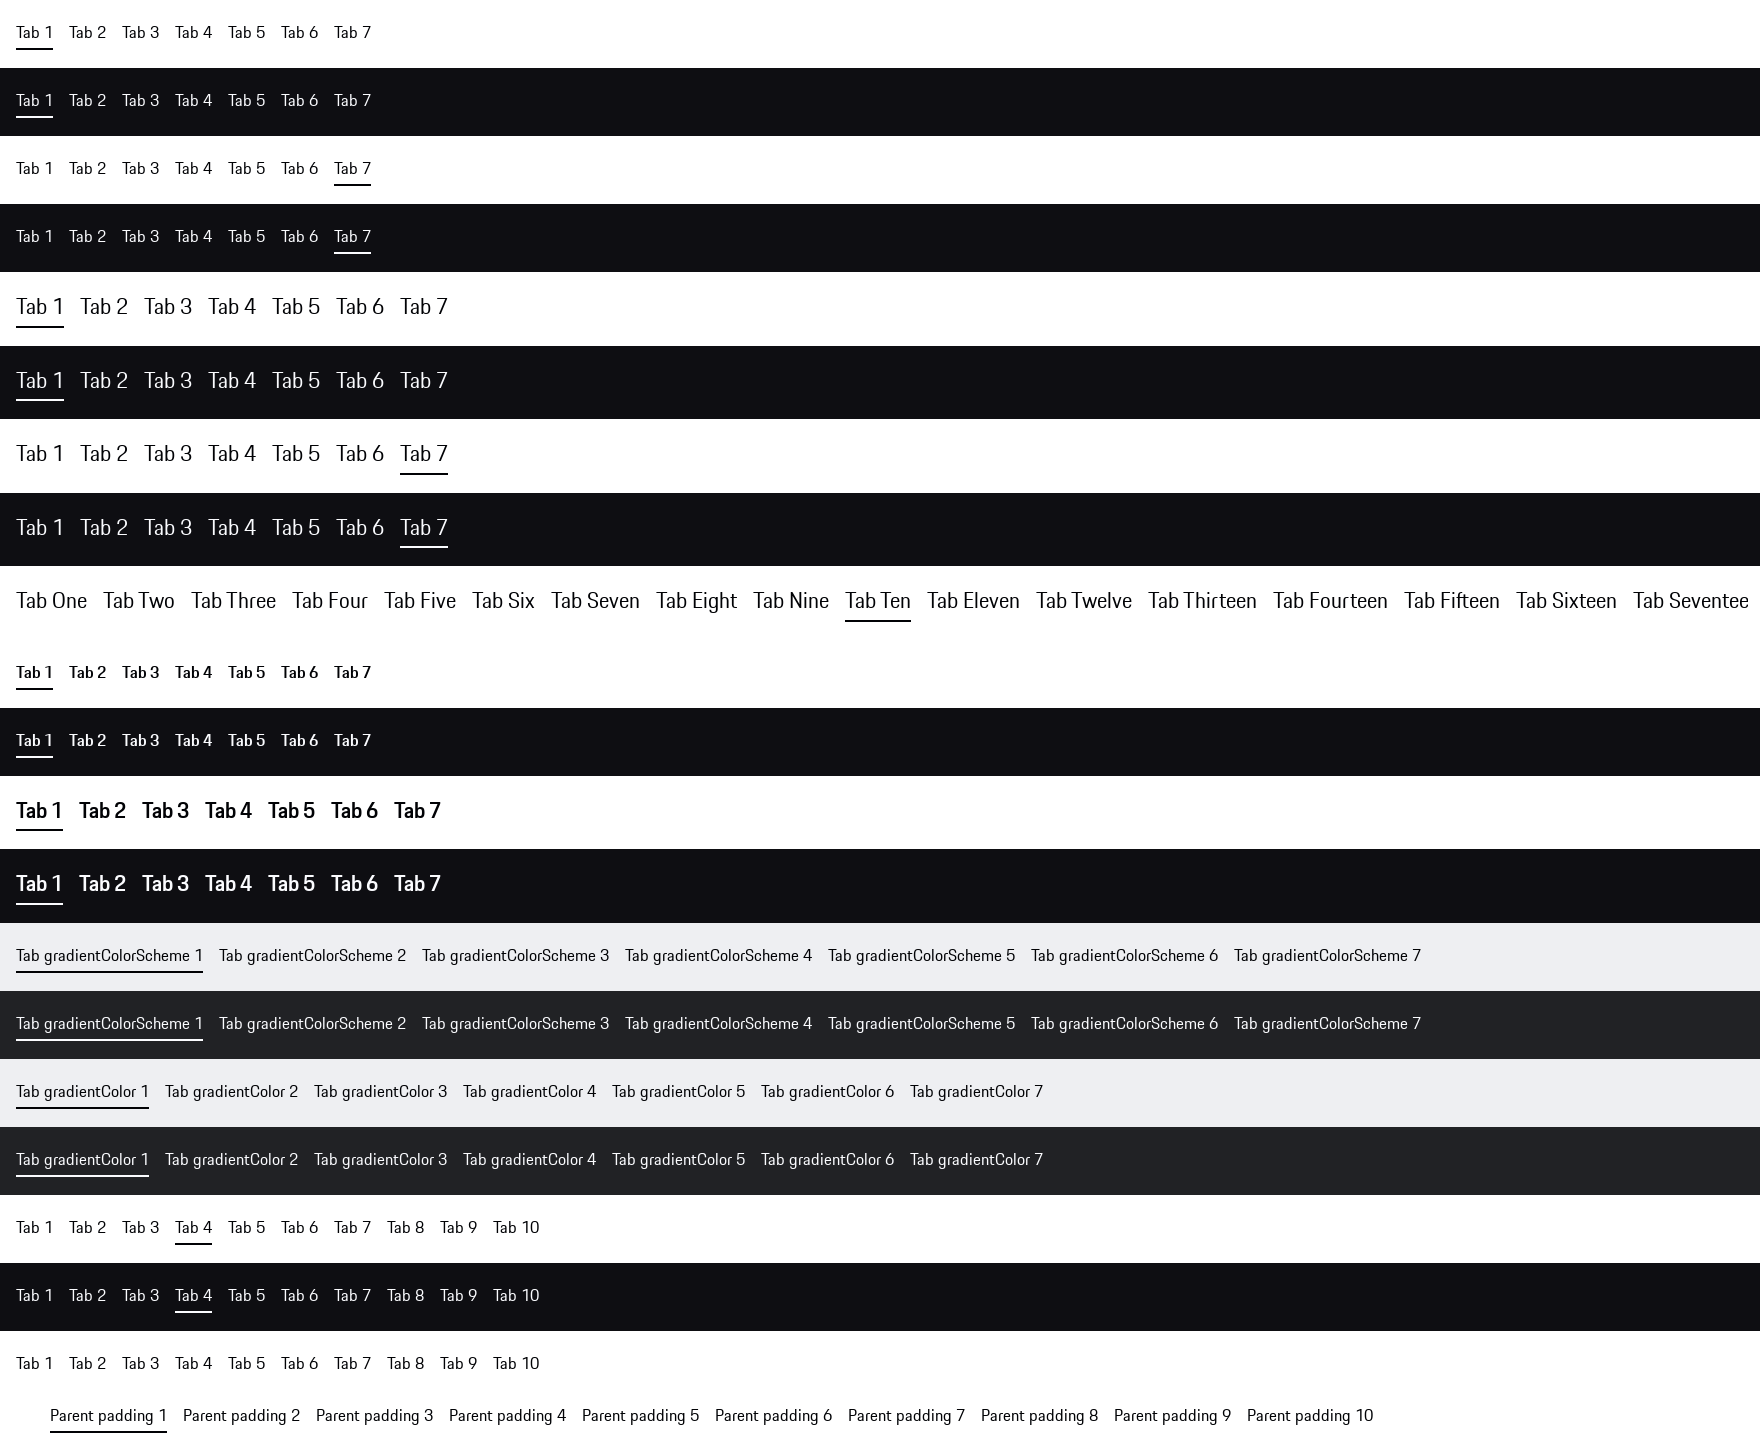 Tab 1 Tab 2 Tab 3 Tab 4 Tab 5 Tab 6 Tab 7
Tab 1 Tab 2 Tab 3 Tab 4 Tab 5 Tab 6 Tab 7
Tab 1 Tab 2 Tab 3 Tab 4 Tab 5 Tab 6 Tab 7
Tab 1 Tab 2 Tab 3 Tab 4 Tab 5 Tab 6 Tab 7
Tab 1 Tab 2 Tab 3 Tab 4 Tab 5 Tab 6 Tab 7
Tab 1 Tab 2 Tab 3 Tab 4 Tab 5 Tab 6 Tab 7
Tab 1 Tab 2 Tab 3 Tab 4 Tab 5 Tab 6 Tab 7
Tab 1 Tab 2 Tab 3 Tab 4 Tab 5 Tab 6 Tab 7
Tab One Tab Two Tab Three Tab Four Tab Five Tab Six Tab Seven Tab Eight Tab Nine Tab Ten Tab Eleven Tab Twelve Tab Thirteen Tab Fourteen Tab Fifteen Tab Sixteen Tab Seventee
Tab 1 Tab 2 Tab 3 Tab 4 Tab 5 Tab 6 Tab 7
Tab 1 Tab 2 Tab 3 Tab 4 Tab 5 Tab 6 Tab 7
Tab 1 Tab 2 Tab 3 Tab 4 Tab 5 Tab 6 Tab 7
Tab 1 Tab 2 Tab 3 Tab 4 Tab 5 Tab 6 Tab 7
Tab gradientColorScheme 1 Tab gradientColorScheme 2 Tab gradientColorScheme 3 Tab gradientColorScheme 4 Tab gradientColorScheme 5 Tab gradientColorScheme 6 Tab gradientColorScheme 7
Tab gradientColorScheme 1 Tab gradientColorScheme 2 Tab gradientColorScheme 3 Tab gradientColorScheme 4 Tab gradientColorScheme 5 Tab gradientColorScheme 6 Tab gradientColorScheme 7
Tab gradientColor 1 Tab gradientColor 2 Tab gradientColor 3 Tab gradientColor 4 Tab gradientColor 5 Tab gradientColor 6 Tab gradientColor 7
Tab gradientColor 1 Tab gradientColor 2 Tab gradientColor 3 Tab gradientColor 4 Tab gradientColor 5 Tab gradientColor 6 Tab gradientColor 7
Tab 1 Tab 2 Tab 3 Tab 4 Tab 5 Tab 6 Tab 7 Tab 8 Tab 9 Tab 10
Tab 1 Tab 2 Tab 3 Tab 4 Tab 5 Tab 6 Tab 7 Tab 8 Tab 9 Tab 10
Tab 1 Tab 2 Tab 3 Tab 4 Tab 5 Tab 6 Tab 7 Tab 8 Tab 9 Tab 10
Parent padding 1 Parent padding 2 Parent padding 3 Parent padding 4 Parent padding 5 Parent padding 6 Parent padding 7 Parent padding 8 Parent padding 9 Parent padding 10